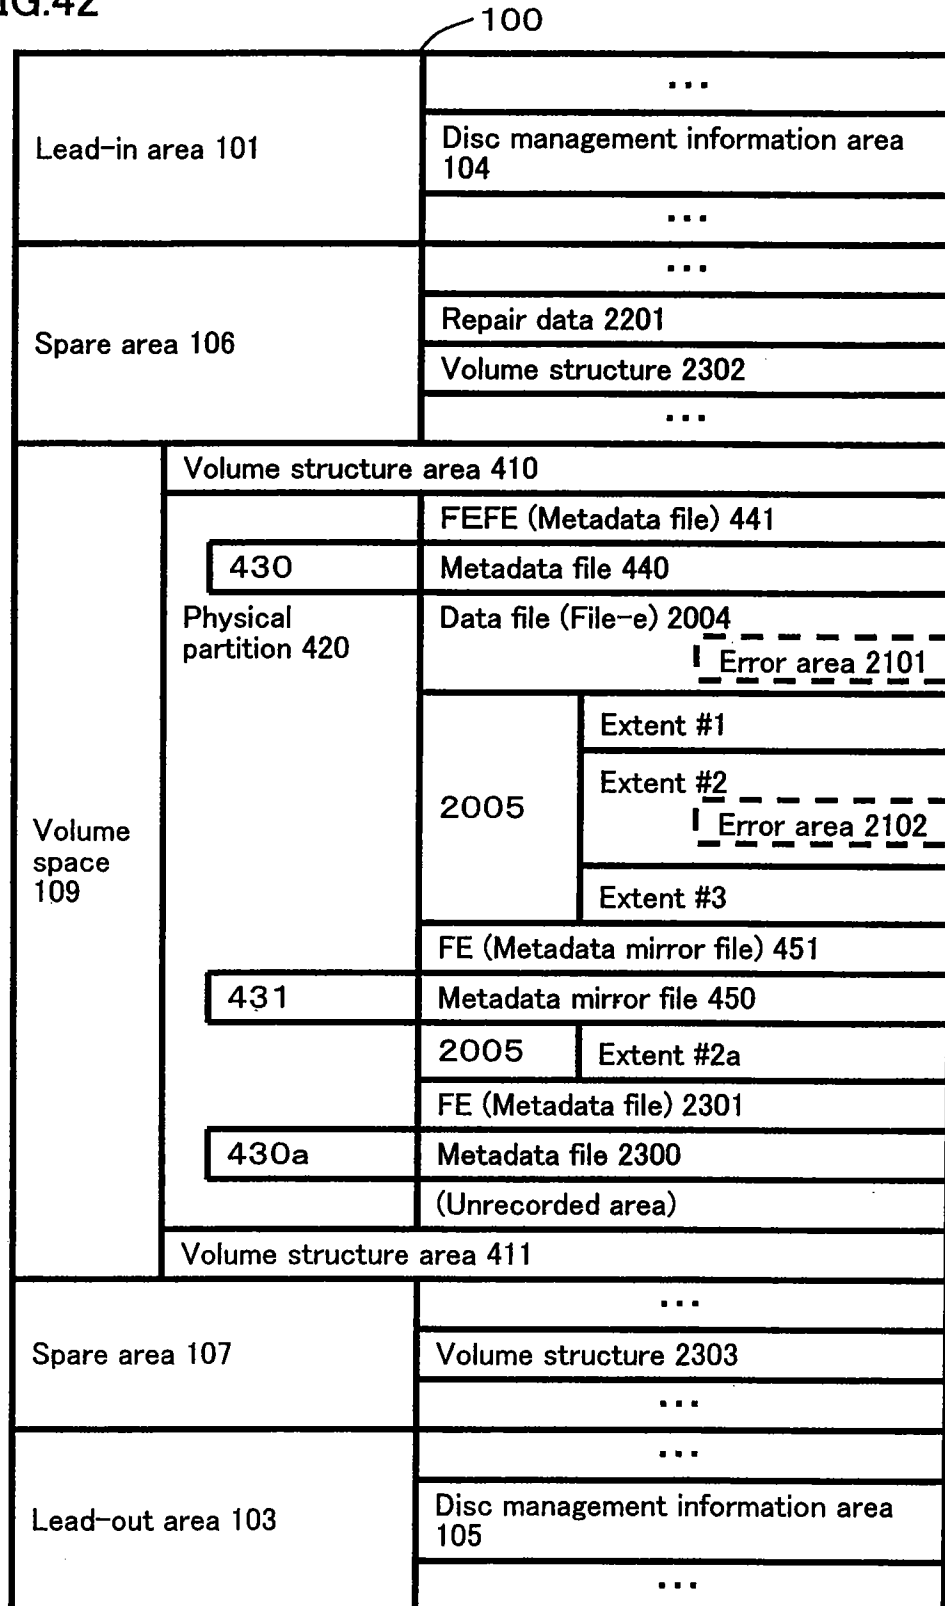 FIG.42
100
...
Lead-in area 101
Disc management information area
104
...
...
Spare area 106
Repair data 2201
Volume structure 2302
...
Volume space 109
Volume structure area 410
Physical partition 420
FEFE (Metadata file) 441
430
Metadata file 440
Data file (File-e) 2004
Error area 2101
2005
Extent #1
Extent #2
Error area 2102
Extent #3
FE (Metadata mirror file) 451
431
Metadata mirror file 450
2005
Extent #2a
FE (Metadata file) 2301
430a
Metadata file 2300
(Unrecorded area)
Volume structure area 411
...
Spare area 107
Volume structure 2303
...
...
Lead-out area 103
Disc management information area
105
...